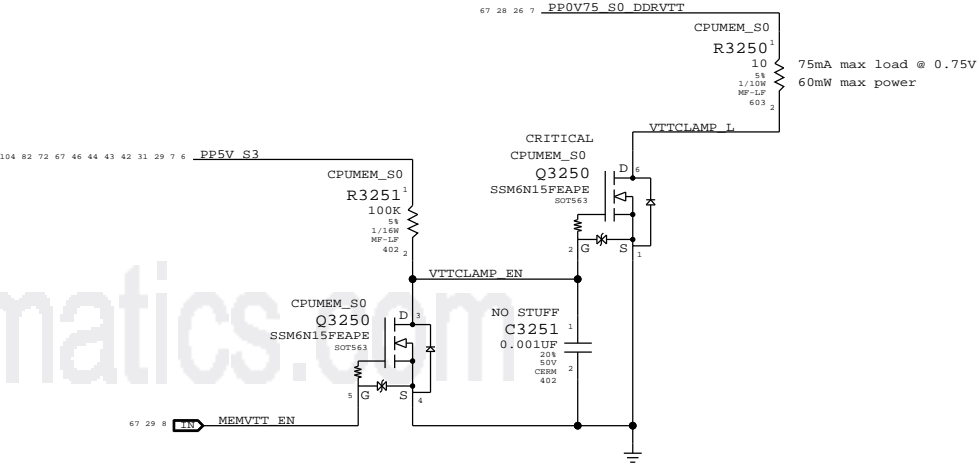 67 28 26 7 PP0V75_S0_DDRVTT
CPUMEM_S0
R3250
1
10
5%
1/10W
MF-LF
603
2
75mA max load @ 0.75V
60mW max power
VTTCLAMP_L
CRITICAL
CPUMEM_S0
Q3250
SSM6N15FEAPE
SOT563
D 6
2 G S 1
104 82 72 67 46 44 43 42 31 29 7 6 PP5V_S3
CPUMEM_S0
R3251
1
100K
5%
1/16W
MF-LF
402
2
VTTCLAMP_EN
CPUMEM_S0
Q3250
SSM6N15FEAPE
SOT563
D 3
5 G S 4
NO STUFF
C3251
1
0.001UF
20%
50V
CERM
402
2
67 29 8 IN MEMVTT_EN
matics.com